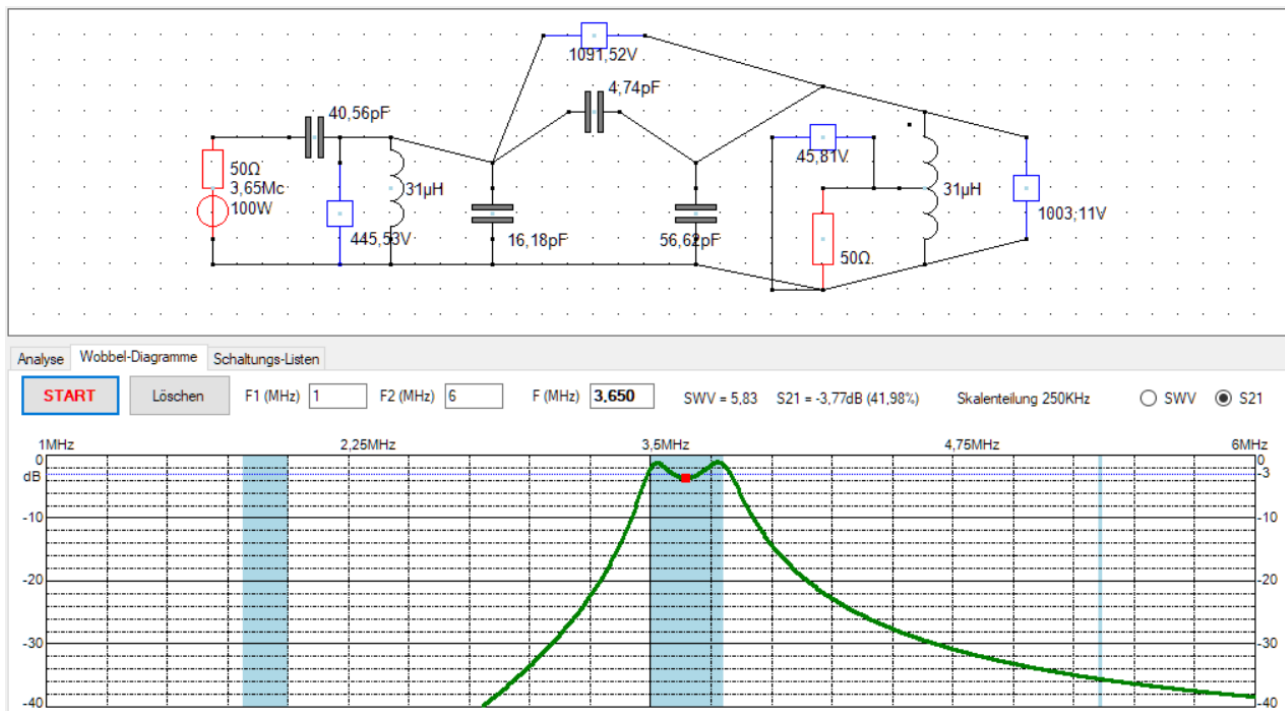 1091,52V
4,74pF
40,56pF
50Ω
3,65Mc
100W
45,81V
31µH
31µH
445,53V
16,18pF
56,62pF
50Ω
1003,11V
Analyse Wobbel-Diagramme Schaltungs-Listen
START Löschen F1 (MHz) 1 F2 (MHz) 6 F (MHz) 3,650 SWV = 5,83 S21 = -3,77dB (41,98%) Skalenteilung 250KHz SWV S21
1MHz 2,25MHz 3,5MHz 4,75MHz 6MHz
0 0
dB -3
-10 -10
-20 -20
-30 -30
-40 -40